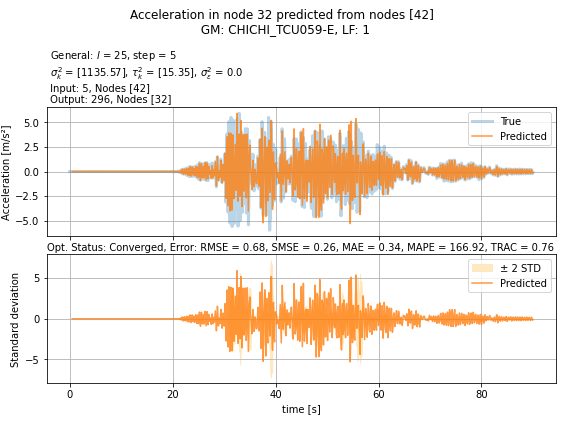 Acceleration in node 32 predicted from nodes [42]
GM: CHICHI_TCU059-E, LF: 1
General: l = 25, step = 5
σ²ₖ = [1135.57], τ²ₖ = [15.35], σ²ε = 0.0
Input: 5, Nodes [42]
Output: 296, Nodes [32]
Acceleration [m/s²]
5.0
2.5
0.0
−2.5
−5.0
True
Predicted
Opt. Status: Converged, Error: RMSE = 0.68, SMSE = 0.26, MAE = 0.34, MAPE = 166.92, TRAC = 0.76
Standard deviation
5
0
−5
± 2 STD
Predicted
0 20 40 60 80
time [s]